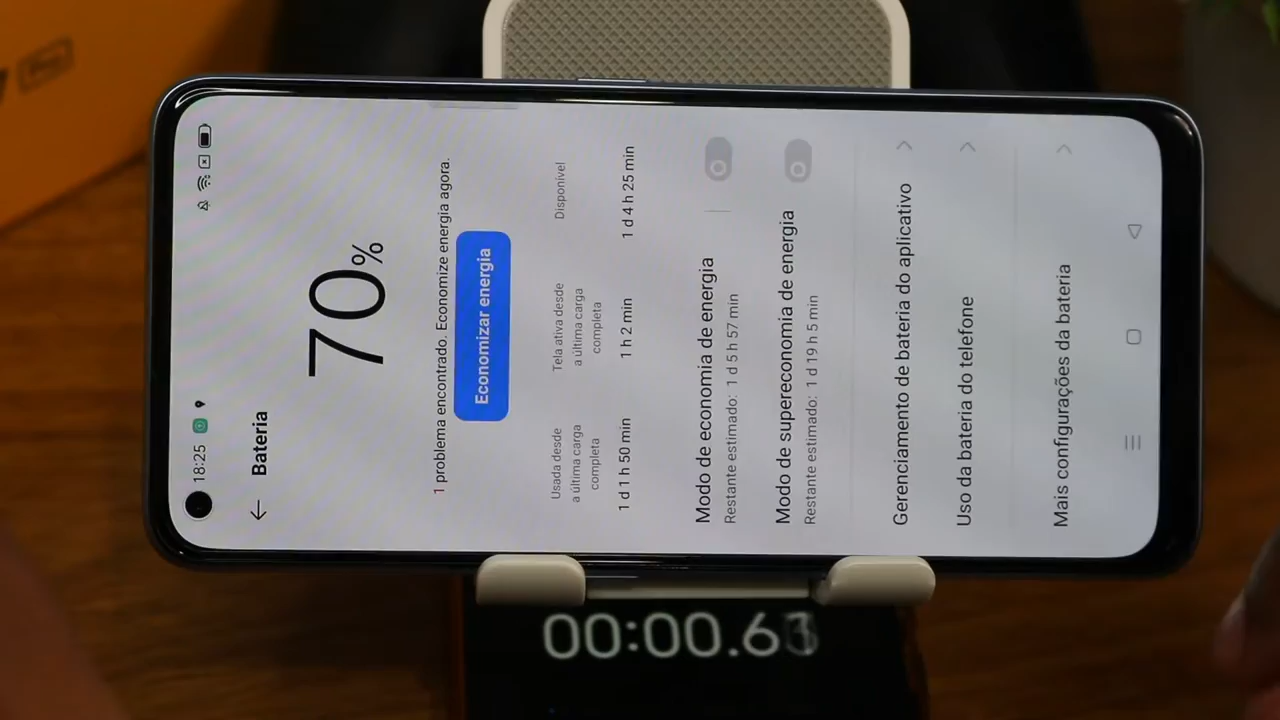 18:25
Bateria
70%
1 problema encontrado. Economize energia agora.
Economizar energia
Usada desde
a última carga
completa
1 d 1 h 50 min
Tela ativa desde
a última carga
completa
1 h 2 min
Disponível
1 d 4 h 25 min
Modo de economia de energia
Restante estimado: 1 d 5 h 57 min
Modo de supereconomia de energia
Restante estimado: 1 d 19 h 5 min
Gerenciamento de bateria do aplicativo
Uso da bateria do telefone
Mais configurações da bateria
Pro